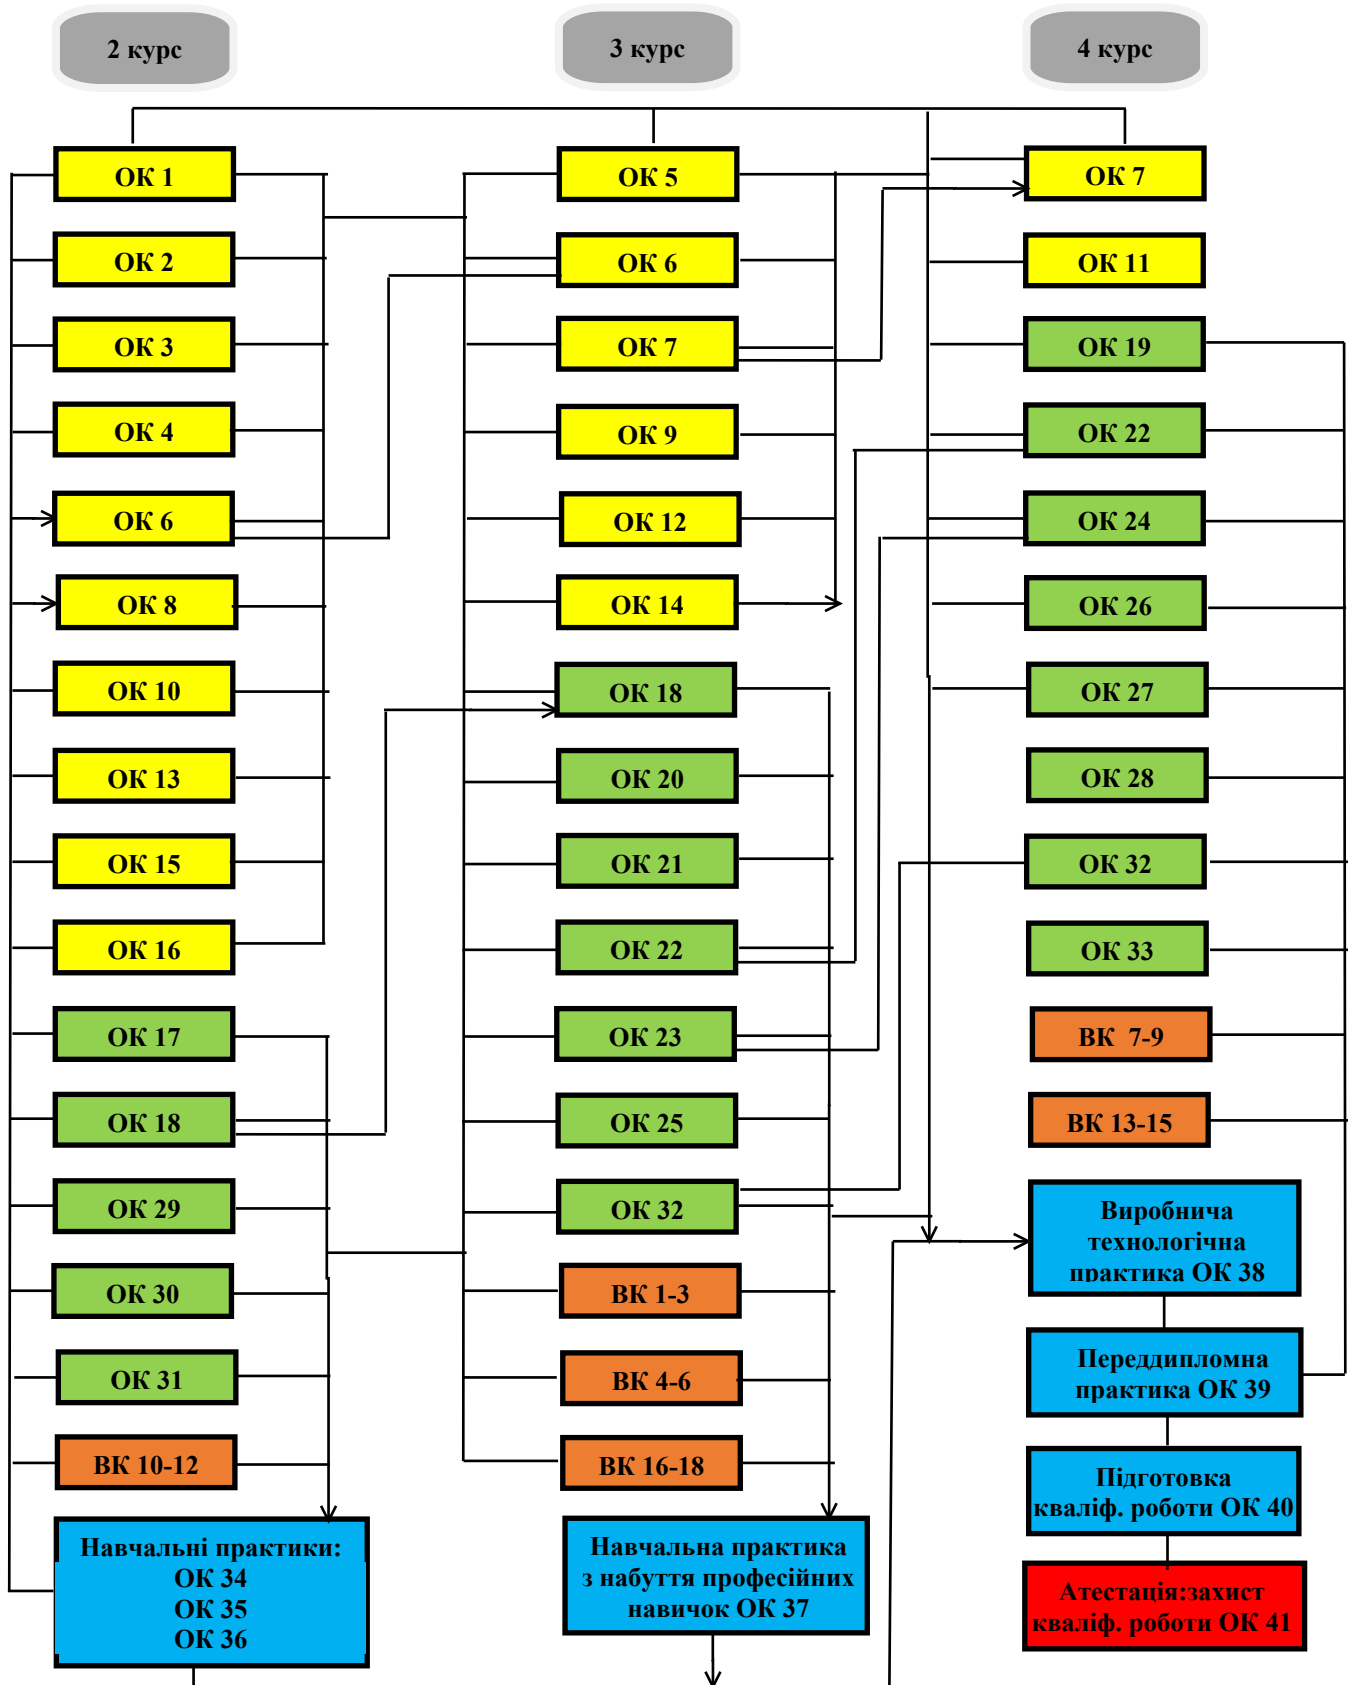 2 курс
3 курс
4 курс
ОК 1
ОК 2
ОК 3
ОК 4
ОК 6
ОК 8
ОК 10
ОК 13
ОК 15
ОК 16
ОК 17
ОК 18
ОК 29
ОК 30
ОК 31
ВК 10-12
Навчальні практики:
ОК 34
ОК 35
ОК 36
ОК 5
ОК 6
ОК 7
ОК 9
ОК 12
ОК 14
ОК 18
ОК 20
ОК 21
ОК 22
ОК 23
ОК 25
ОК 32
ВК 1-3
ВК 4-6
ВК 16-18
Навчальна практика
з набуття професійних
навичок ОК 37
ОК 7
ОК 11
ОК 19
ОК 22
ОК 24
ОК 26
ОК 27
ОК 28
ОК 32
ОК 33
ВК 7-9
ВК 13-15
Виробнича
технологічна
практика ОК 38
Переддипломна
практика ОК 39
Підготовка
кваліф. роботи ОК 40
Атестація:захист
кваліф. роботи ОК 41